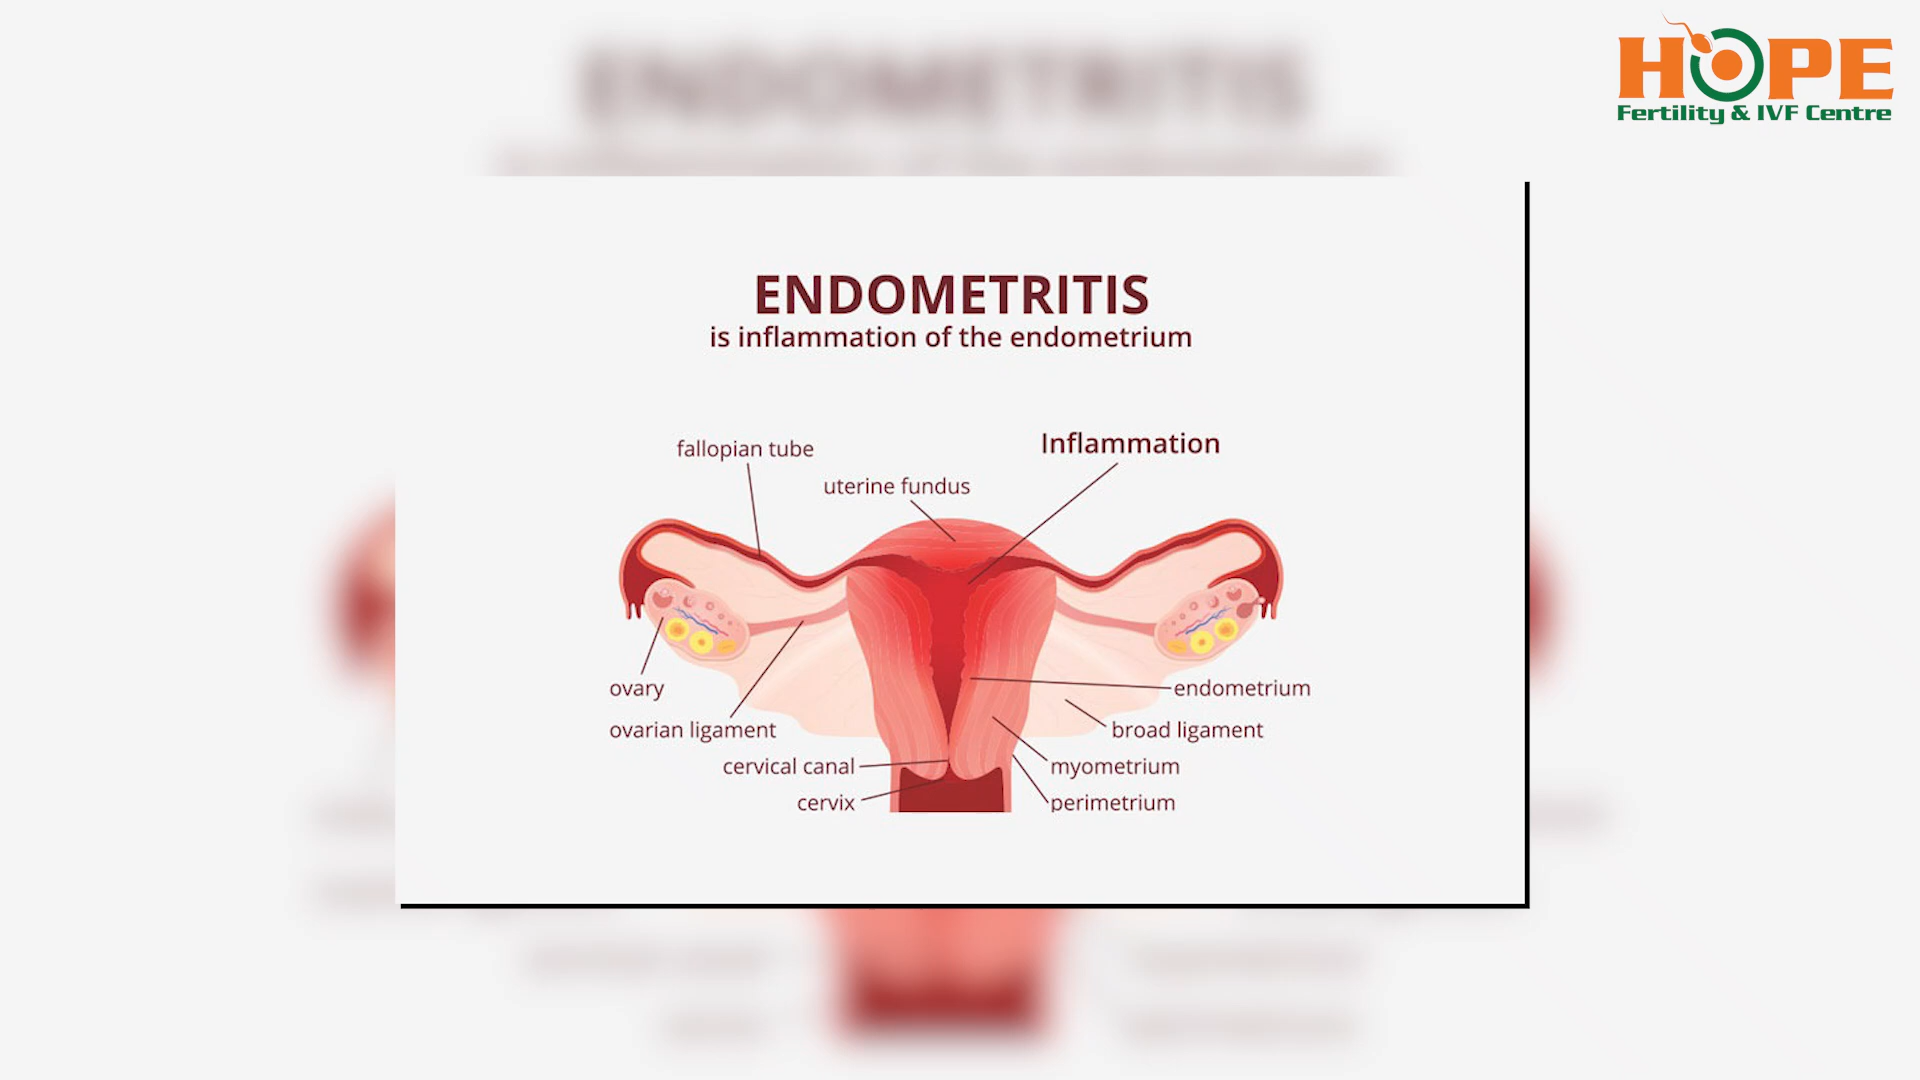 HOPE
Fertility & IVF Centre
ENDOMETRITIS
is inflammation of the endometrium
Inflammation
fallopian tube
uterine fundus
ovary
endometrium
ovarian ligament
broad ligament
cervical canal
myometrium
cervix
perimetrium